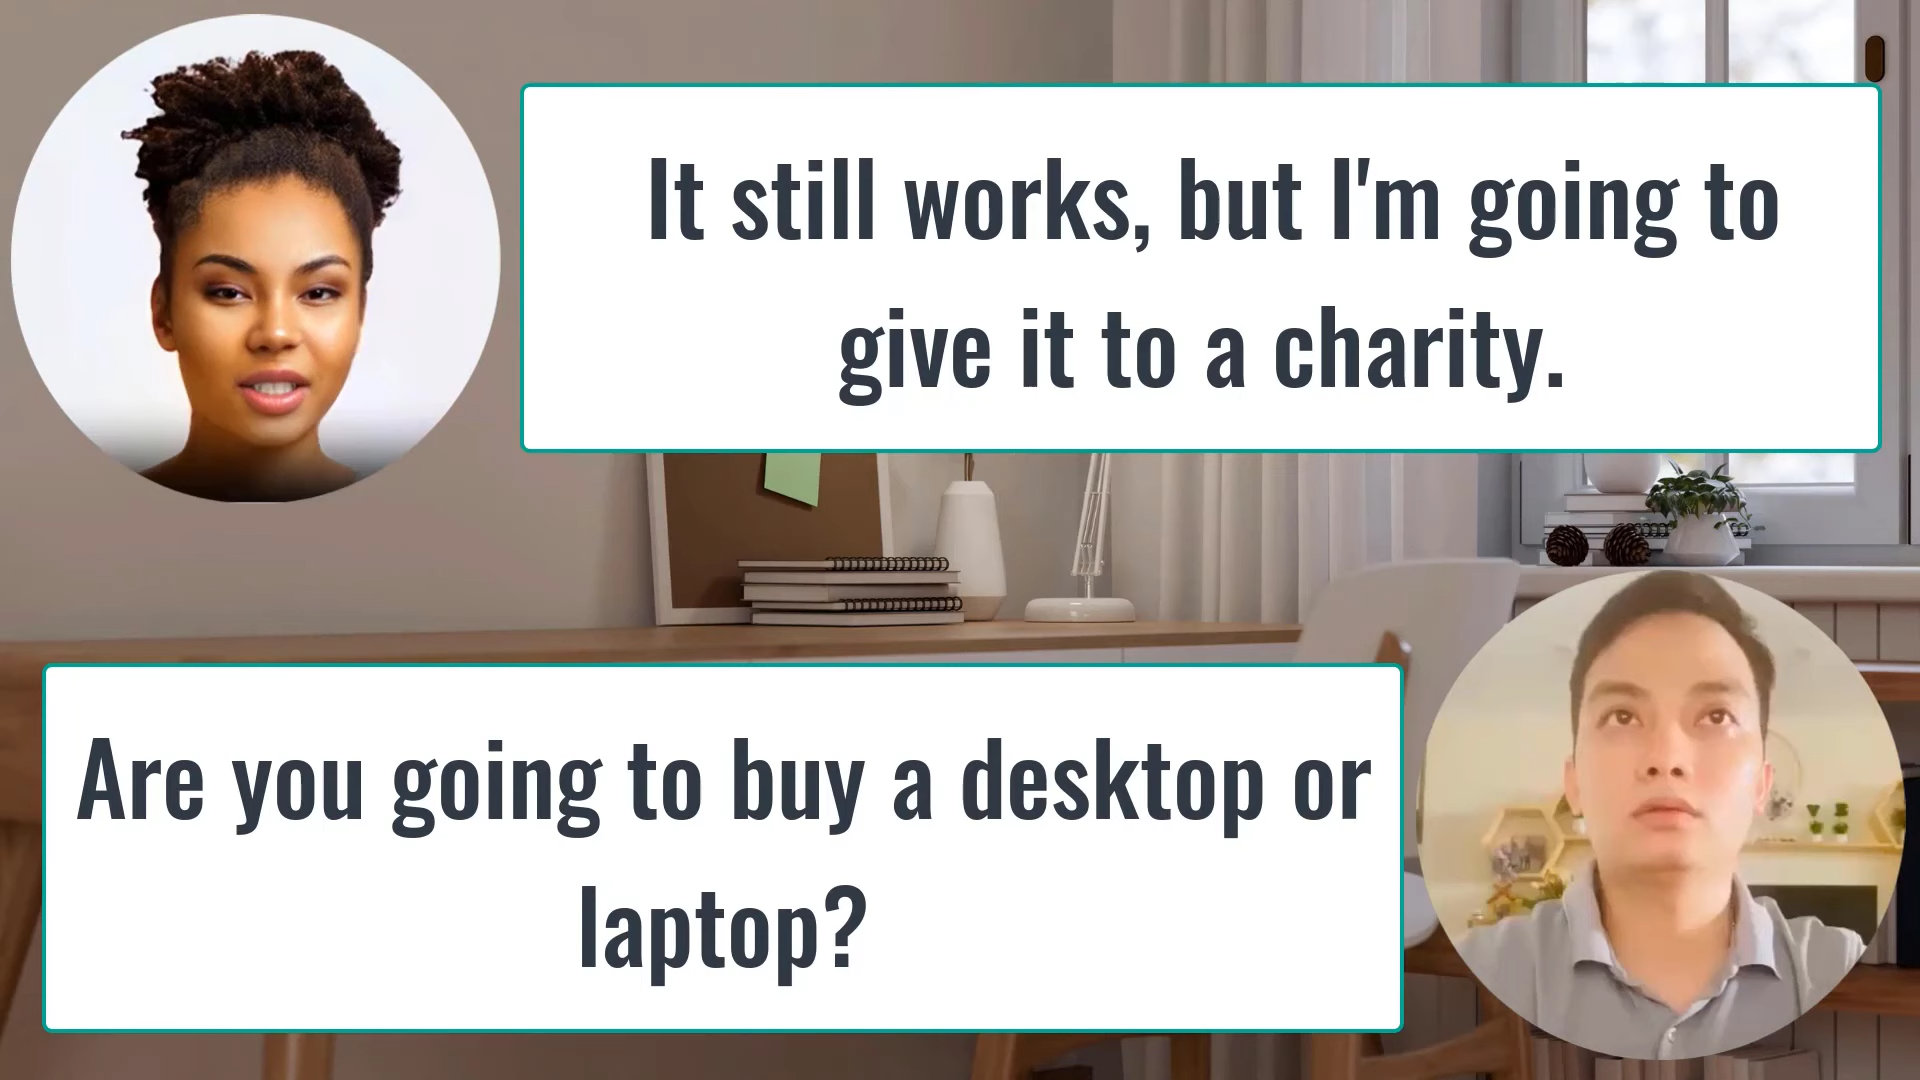 It still works, but I'm going to
give it to a charity.
Are you going to buy a desktop or
laptop?